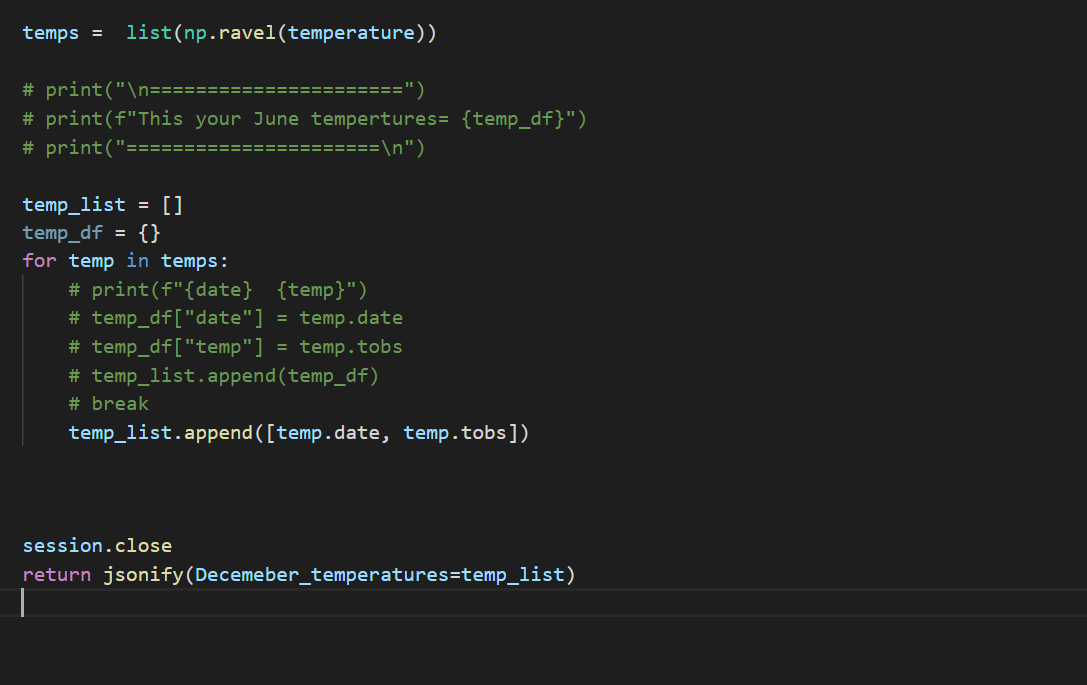 temps =  list(np.ravel(temperature))
# print("\n======================")
# print(f"This your June tempertures= {temp_df}")
# print("======================\n")
temp_list = []
temp_df = {}
for temp in temps:
    # print(f"{date}  {temp}")
    # temp_df["date"] = temp.date
    # temp_df["temp"] = temp.tobs
    # temp_list.append(temp_df)
    # break
    temp_list.append([temp.date, temp.tobs])
session.close
return jsonify(Decemeber_temperatures=temp_list)